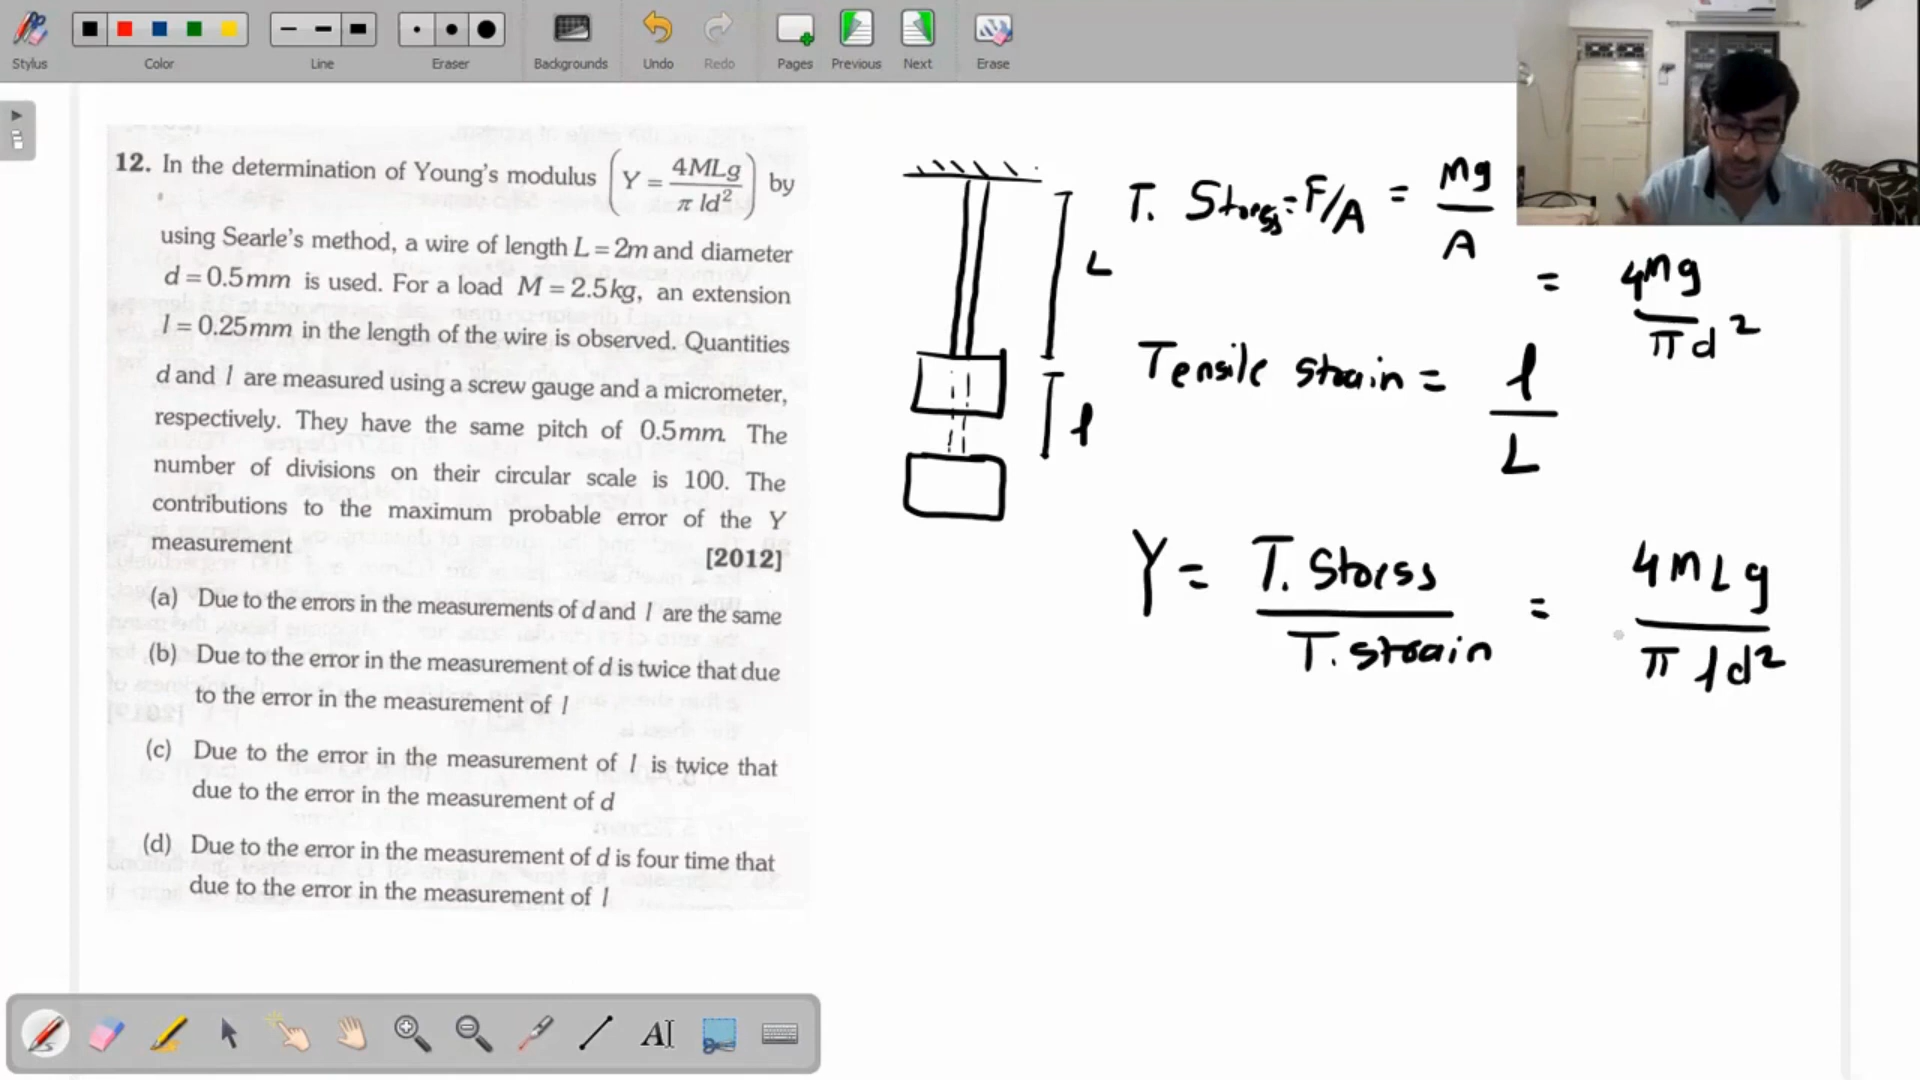 Stylus
Color
Line
Eraser
Backgrounds
Undo
Redo
Pages
Previous
Next
Erase
12. In the determination of Young's modulus (Y = 4MLg / π ld²) by
using Searle's method, a wire of length L = 2m and diameter
d = 0.5mm is used. For a load M = 2.5kg, an extension
l = 0.25mm in the length of the wire is observed. Quantities
d and l are measured using a screw gauge and a micrometer,
respectively. They have the same pitch of 0.5mm. The
number of divisions on their circular scale is 100. The
contributions to the maximum probable error of the Y
measurement [2012]
(a) Due to the errors in the measurements of d and l are the same
(b) Due to the error in the measurement of d is twice that due
to the error in the measurement of l
(c) Due to the error in the measurement of l is twice that
due to the error in the measurement of d
(d) Due to the error in the measurement of d is four time that
due to the error in the measurement of l
L
l
T. Stress = F/A = Mg / A
= 4Mg / πd²
Tensile strain = l / L
Y = T. Stress / T. strain = 4MLg / π l d²
AI